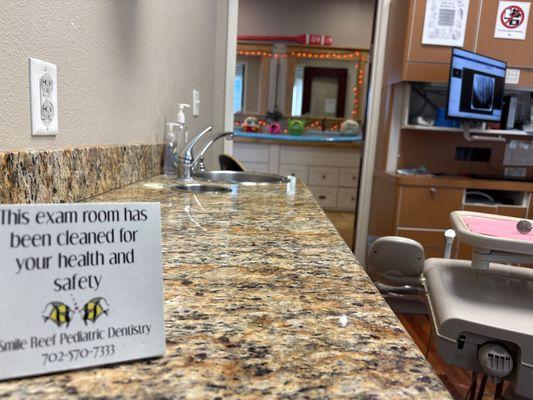 This exam room has
been cleaned for
your health and
safety
Smile Reef Pediatric Dentistry
702-570-7333